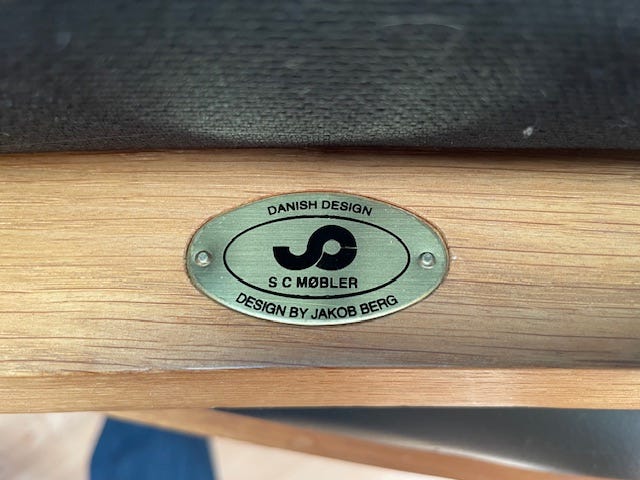 DANISH DESIGN
S C MØBLER
DESIGN BY JAKOB BERG